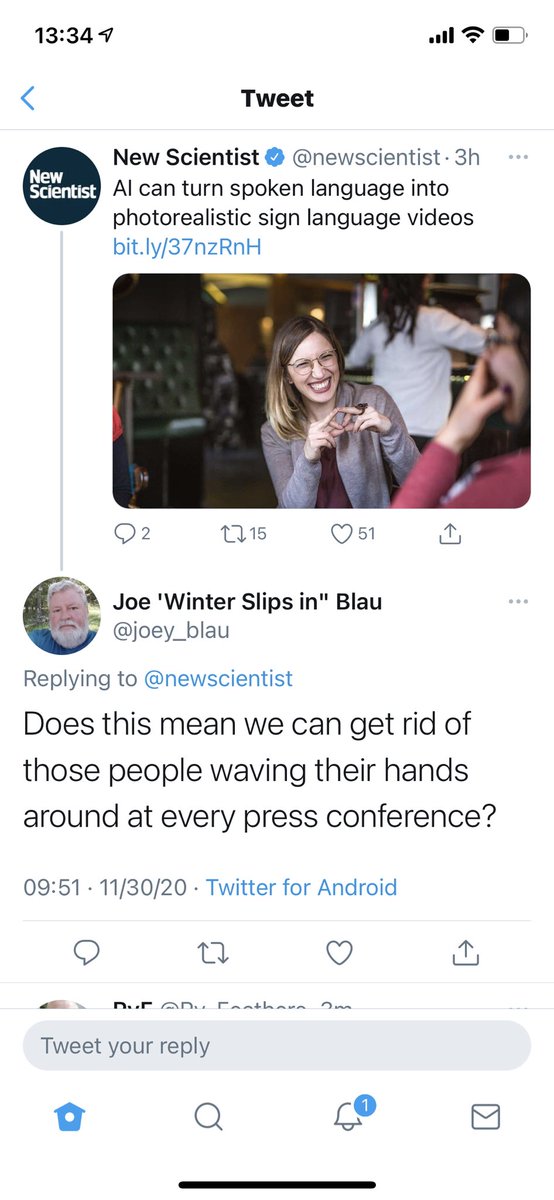 13:34
Tweet
New
Scientist
New Scientist @newscientist · 3h
AI can turn spoken language into
photorealistic sign language videos
bit.ly/37nzRnH
2 15 51
Joe 'Winter Slips in" Blau
@joey_blau
Replying to @newscientist
Does this mean we can get rid of
those people waving their hands
around at every press conference?
09:51 · 11/30/20 · Twitter for Android
Tweet your reply
1